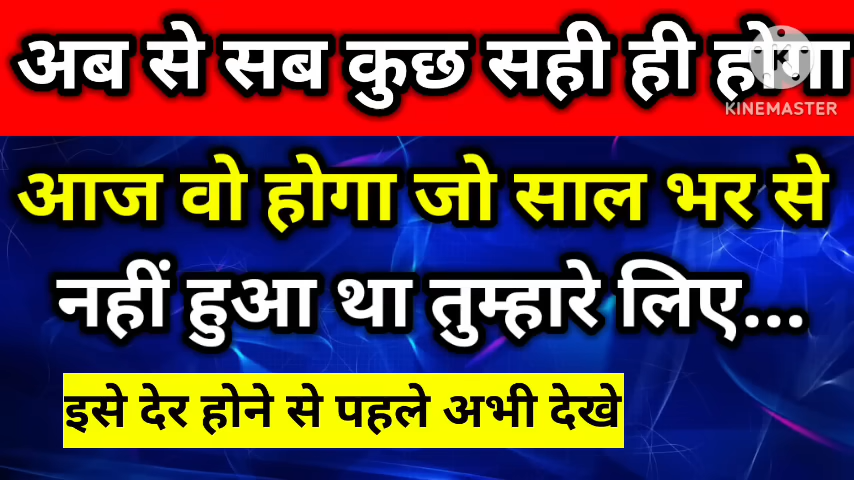 अब से सब कुछ सही ही होगा
KINEMASTER
आज वो होगा जो साल भर से
नहीं हुआ था तुम्हारे लिए...
इसे देर होने से पहले अभी देखे